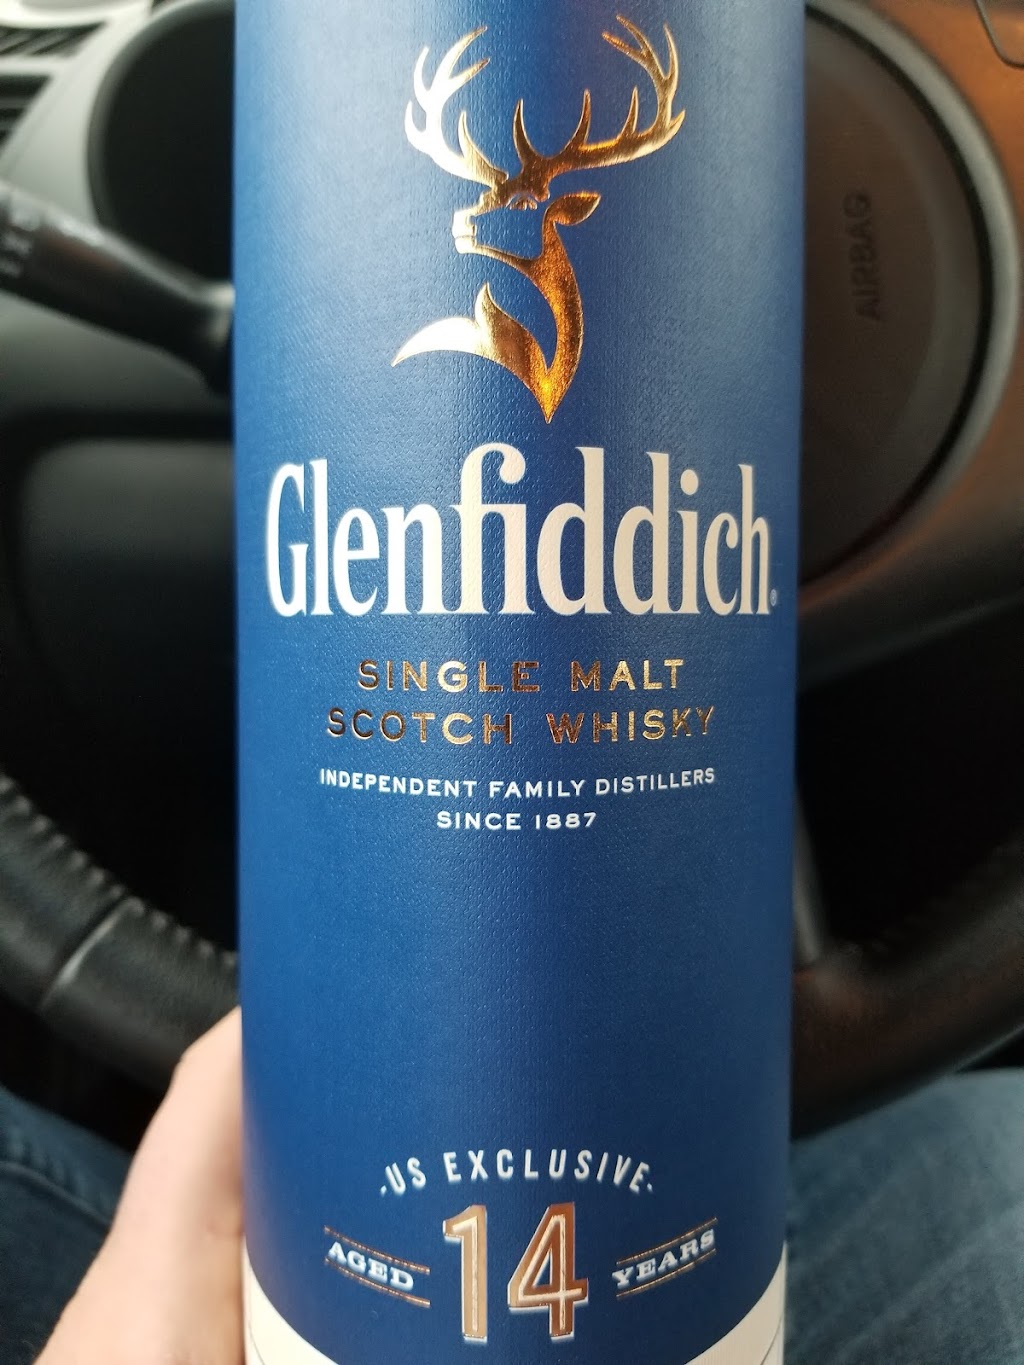 AIRBAG
Glenfiddich®
SINGLE MALT
SCOTCH WHISKY
INDEPENDENT FAMILY DISTILLERS
SINCE 1887
·US EXCLUSIVE·
AGED 14 YEARS